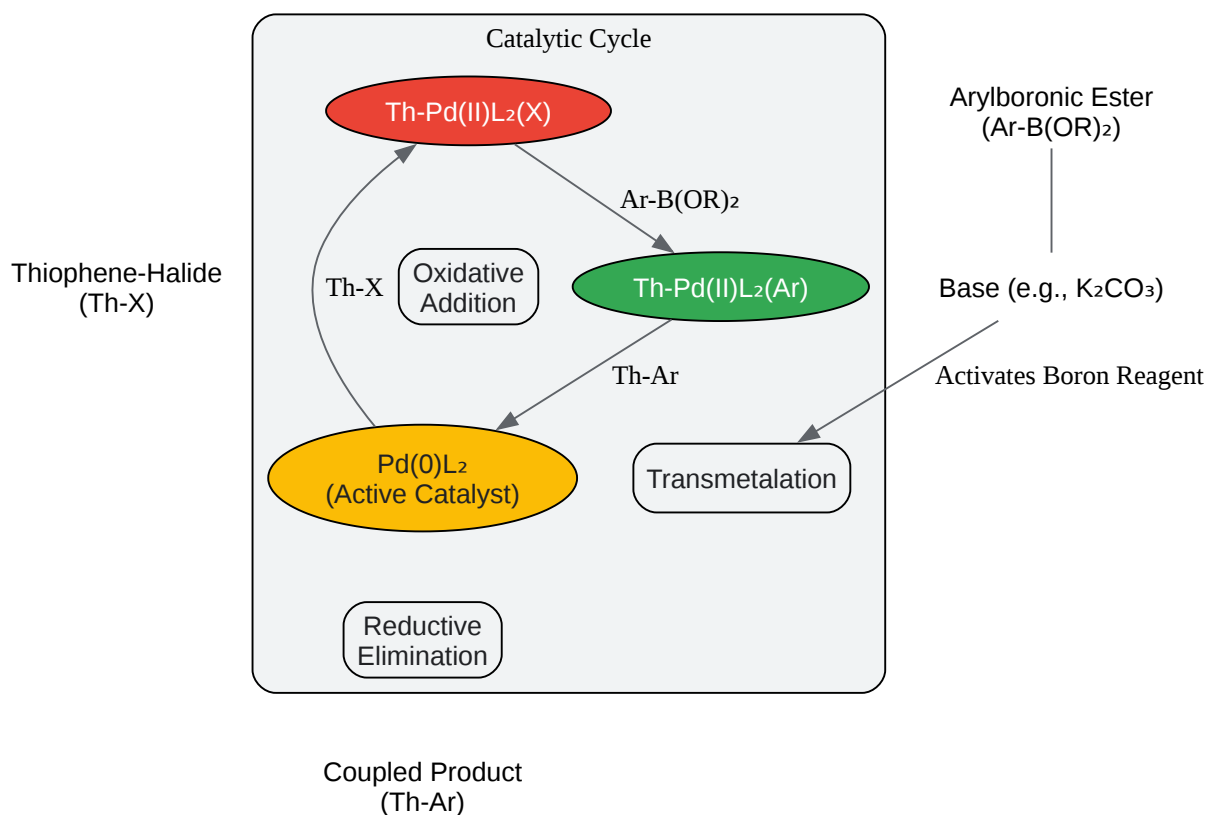 Catalytic Cycle
Th-Pd(II)L₂(X)
Arylboronic Ester
(Ar-B(OR)₂)
Ar-B(OR)₂
Thiophene-Halide
(Th-X)
Th-X
Oxidative
Addition
Th-Pd(II)L₂(Ar)
Base (e.g., K₂CO₃)
Th-Ar
Activates Boron Reagent
Pd(0)L₂
(Active Catalyst)
Transmetalation
Reductive
Elimination
Coupled Product
(Th-Ar)